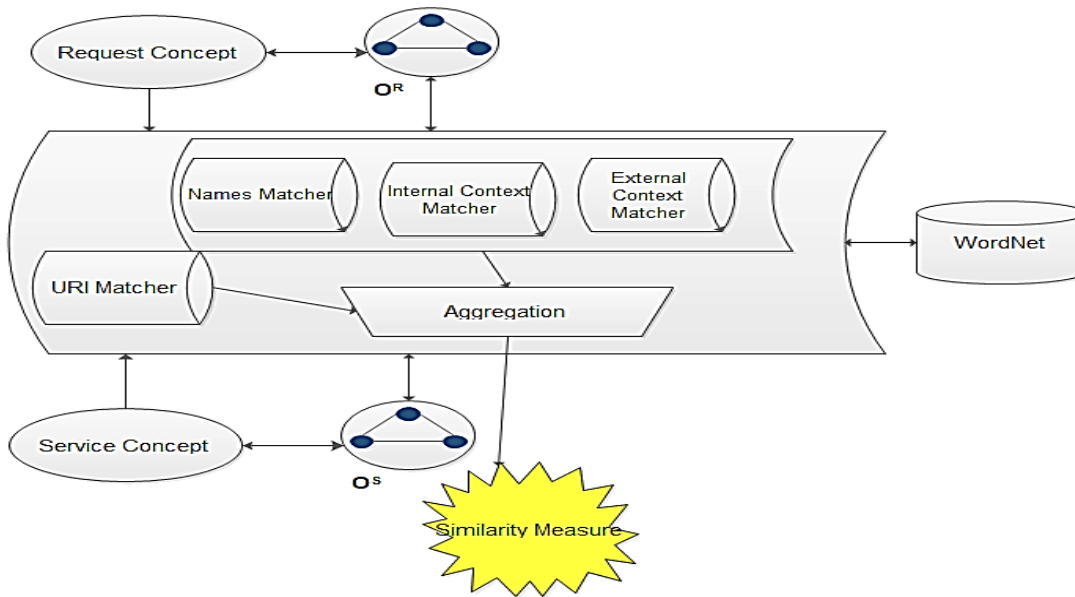 Request Concept
O^R
Names Matcher
Internal Context
Matcher
External
Context
Matcher
WordNet
URI Matcher
Aggregation
Service Concept
O^S
Similarity Measure